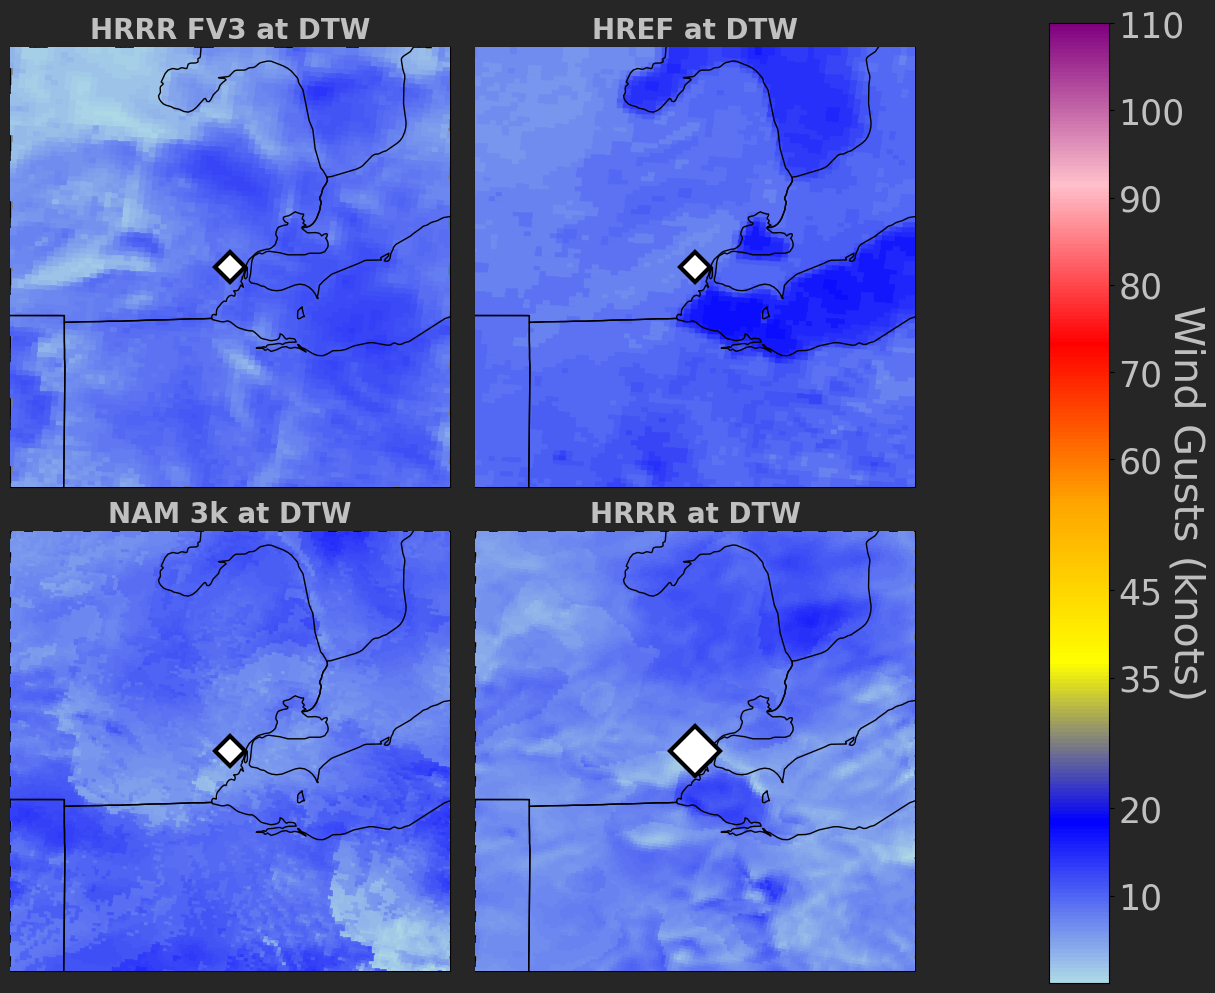 HRRR FV3 at DTW
HREF at DTW
NAM 3k at DTW
HRRR at DTW
110
100
90
80
70
60
45
35
20
10
Wind Gusts (knots)